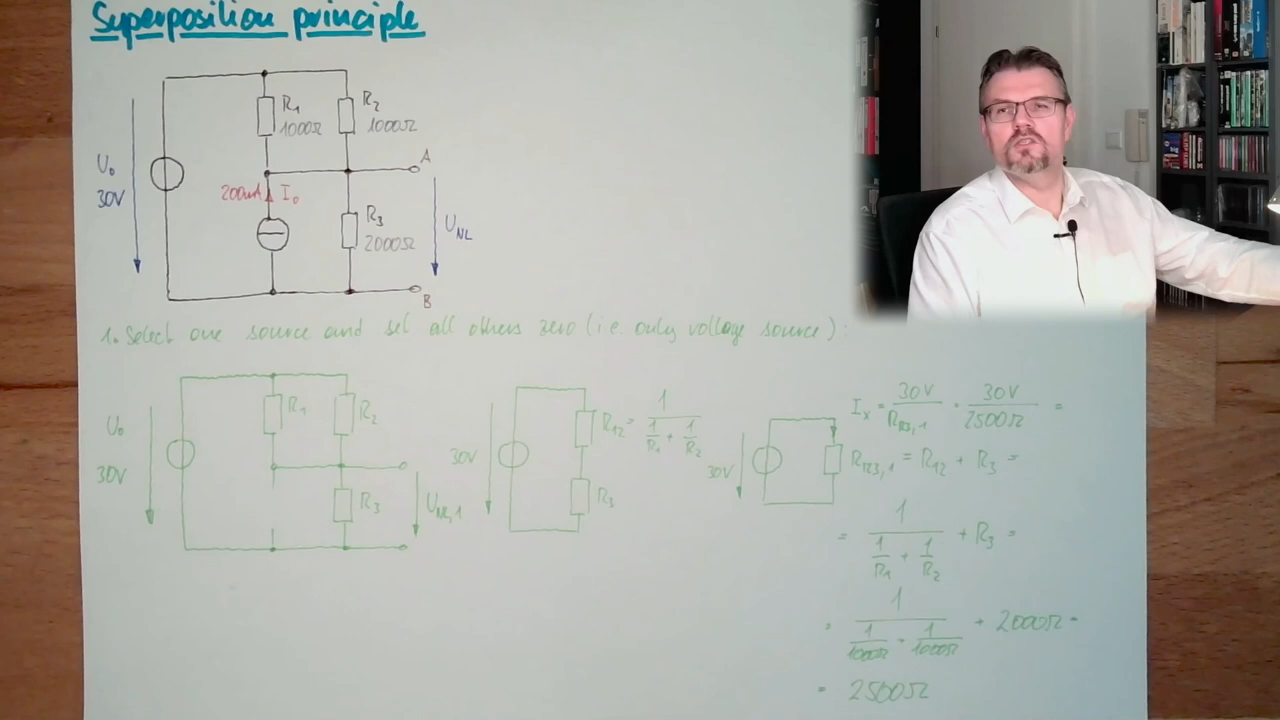 Superposition principle
R₁
1000Ω
R₂
1000Ω
A
U₀
30V
200mA I₀
R₃
2000Ω
U_NL
B
1. Select one source and set all others zero (i.e. only voltage source):
U₀
30V
R₁
R₂
R₃
U_NL,1
30V
R₁₂ = 1/(1/R₁ + 1/R₂)
R₃
30V
I_x = 30V/R₁₂₃,₁ = 30V/2500Ω =
R₁₂₃,₁ = R₁₂ + R₃ =
= 1/(1/R₁ + 1/R₂) + R₃ =
= 1/(1/1000Ω + 1/1000Ω) + 2000Ω =
= 2500Ω